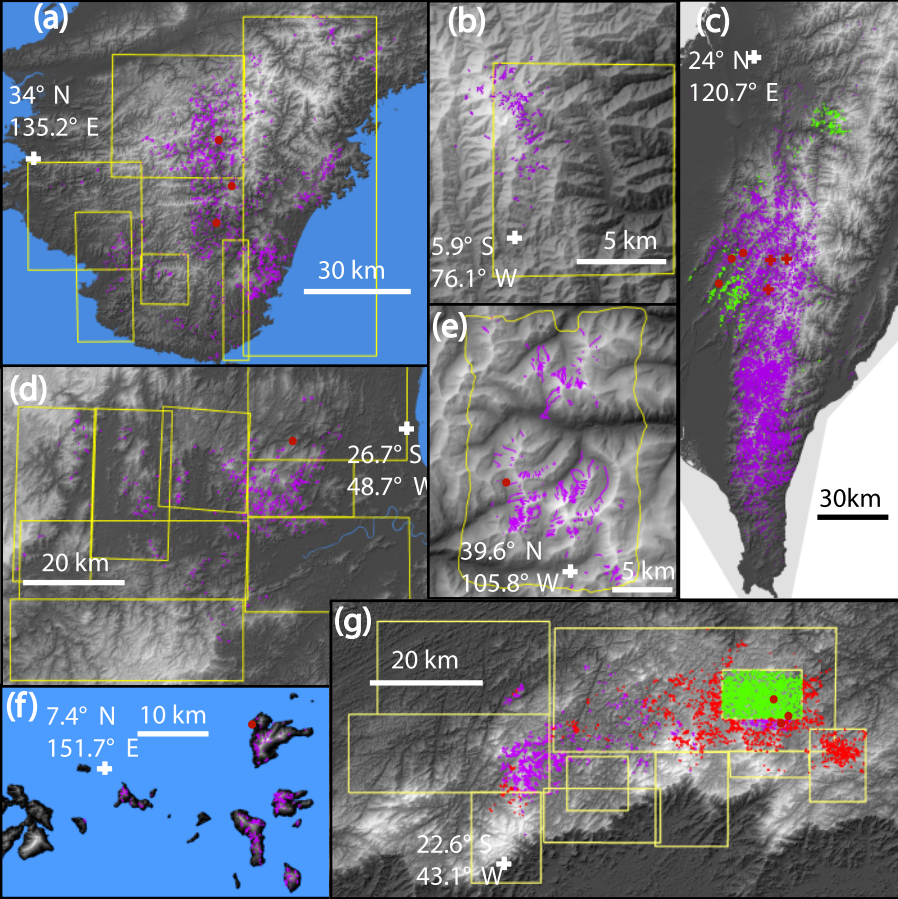 (a)
34° N
135.2° E
30 km
(b)
5.9° S
76.1° W
5 km
(c)
24° N
120.7° E
30km
(d)
26.7° S
48.7° W
20 km
(e)
39.6° N
105.8° W
5 km
(f)
7.4° N
151.7° E
10 km
(g)
20 km
22.6° S
43.1° W